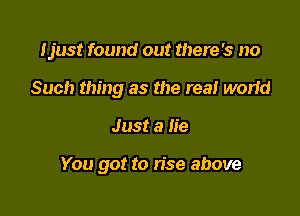 I just found out there's no
Such thing as the real world
Just a lie
You got to rise above